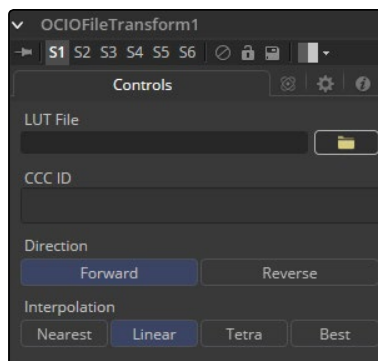 OCIOFileTransform1
S1 S2 S3 S4 S5 S6
Controls
LUT File
CCC ID
Direction
Forward Reverse
Interpolation
Nearest Linear Tetra Best